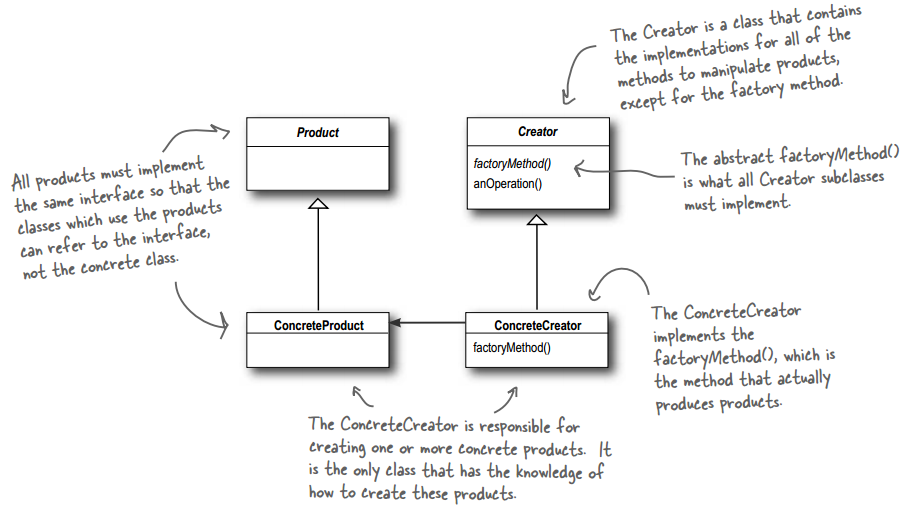 The Creator is a class that contains
the implementations for all of the
methods to manipulate products,
except for the factory method.
Product
Creator
factoryMethod()
anOperation()
All products must implement
the same interface so that the
classes which use the products
can refer to the interface,
not the concrete class.
The abstract factoryMethod()
is what all Creator subclasses
must implement.
ConcreteProduct
ConcreteCreator
factoryMethod()
The ConcreteCreator
implements the
factoryMethod(), which is
the method that actually
produces products.
The ConcreteCreator is responsible for
creating one or more concrete products. It
is the only class that has the knowledge of
how to create these products.